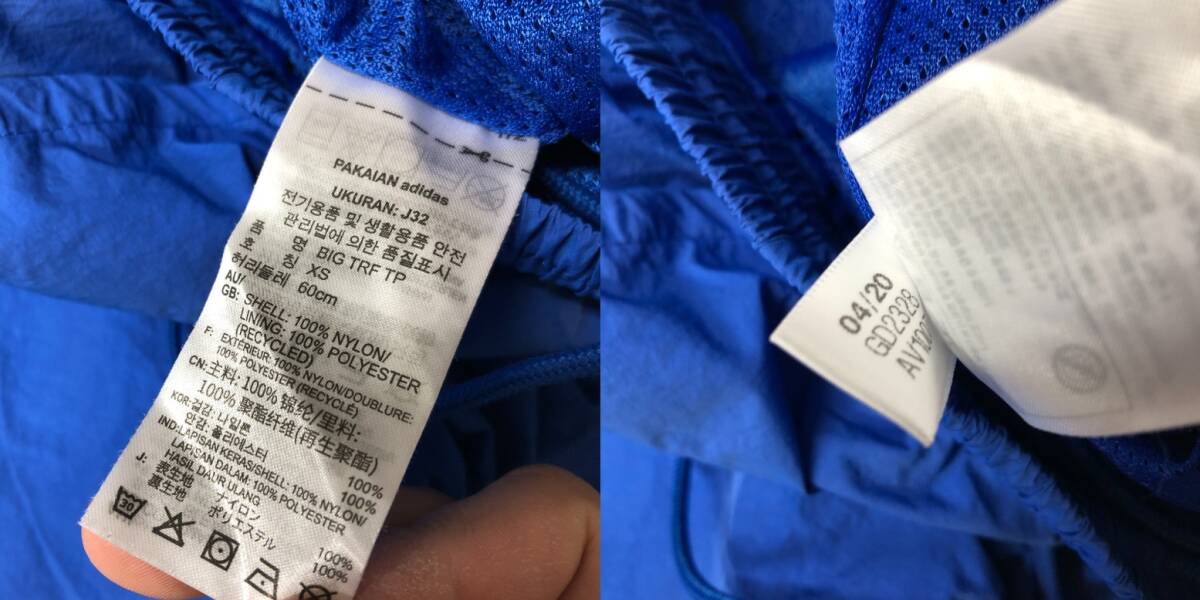 PAKAIAN adidas
UKURAN: J32
전기용품 및 생활용품 안전
관리법에 의한 품질표시
품 명 BIG TRF TP
호 칭 XS
허리둘레 60cm
AU/
GB: SHELL: 100% NYLON/
LINING: 100% POLYESTER
(RECYCLED)
F: EXTÉRIEUR: 100% NYLON/DOUBLURE:
100% POLYESTER (RECYCLÉ)
CN:主料: 100% 锦纶/里料:
100% 聚酯纤维(再生聚酯)
KOR:겉감: 나일론 100%
안감: 폴리에스터 100%
IND:LAPISAN KERAS/SHELL: 100% NYLON/
LAPISAN DALAM: 100% POLYESTER
HASIL DAUR ULANG
J: 表生地 ナイロン 100%
裏生地 ポリエステル 100%
30
04/20
GD2328